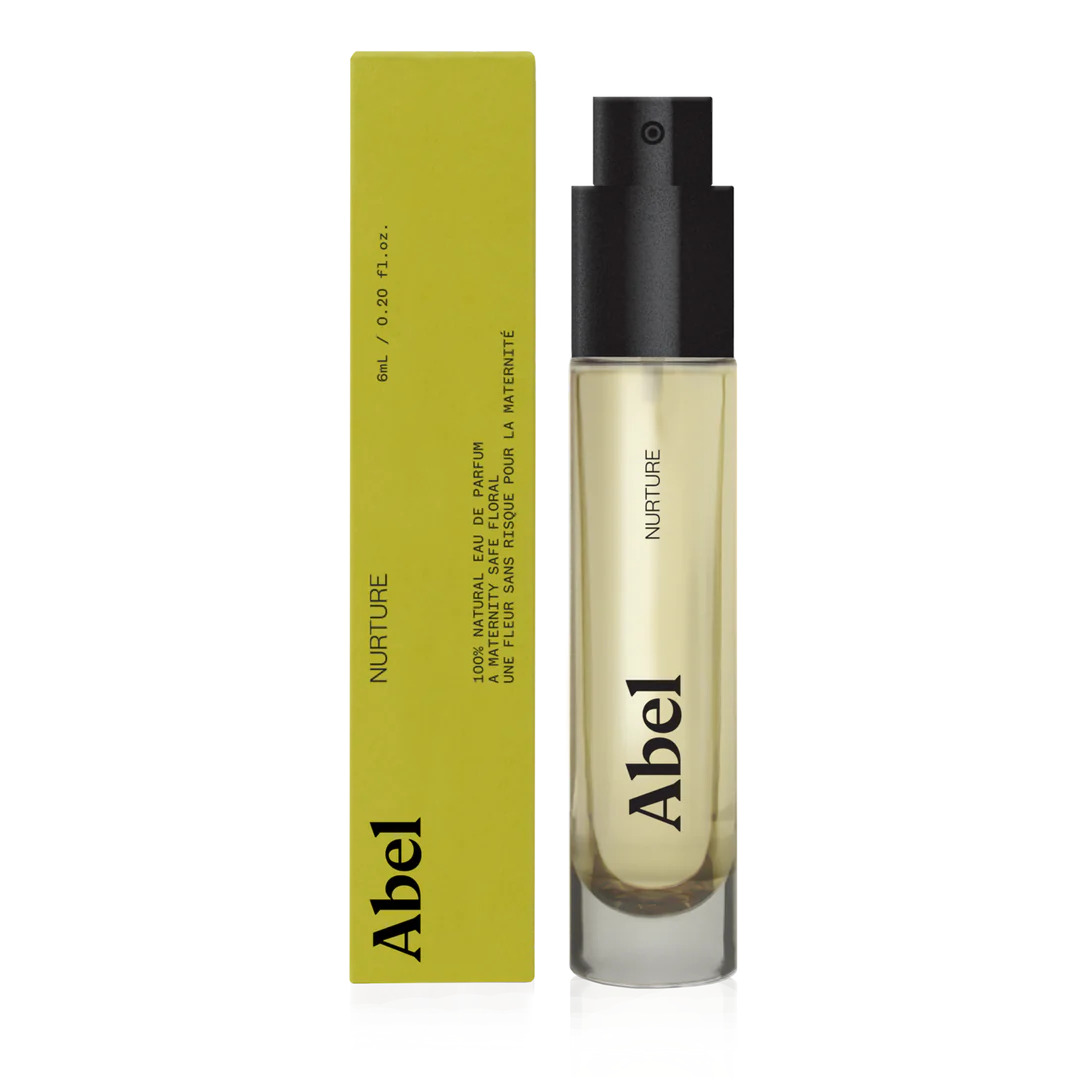 Abel
NURTURE
6mL / 0.20 fl.oz.
100% NATURAL EAU DE PARFUM
A MATERNITY SAFE FLORAL
UNE FLEUR SANS RISQUE POUR LA MATERNITÉ
Abel
NURTURE